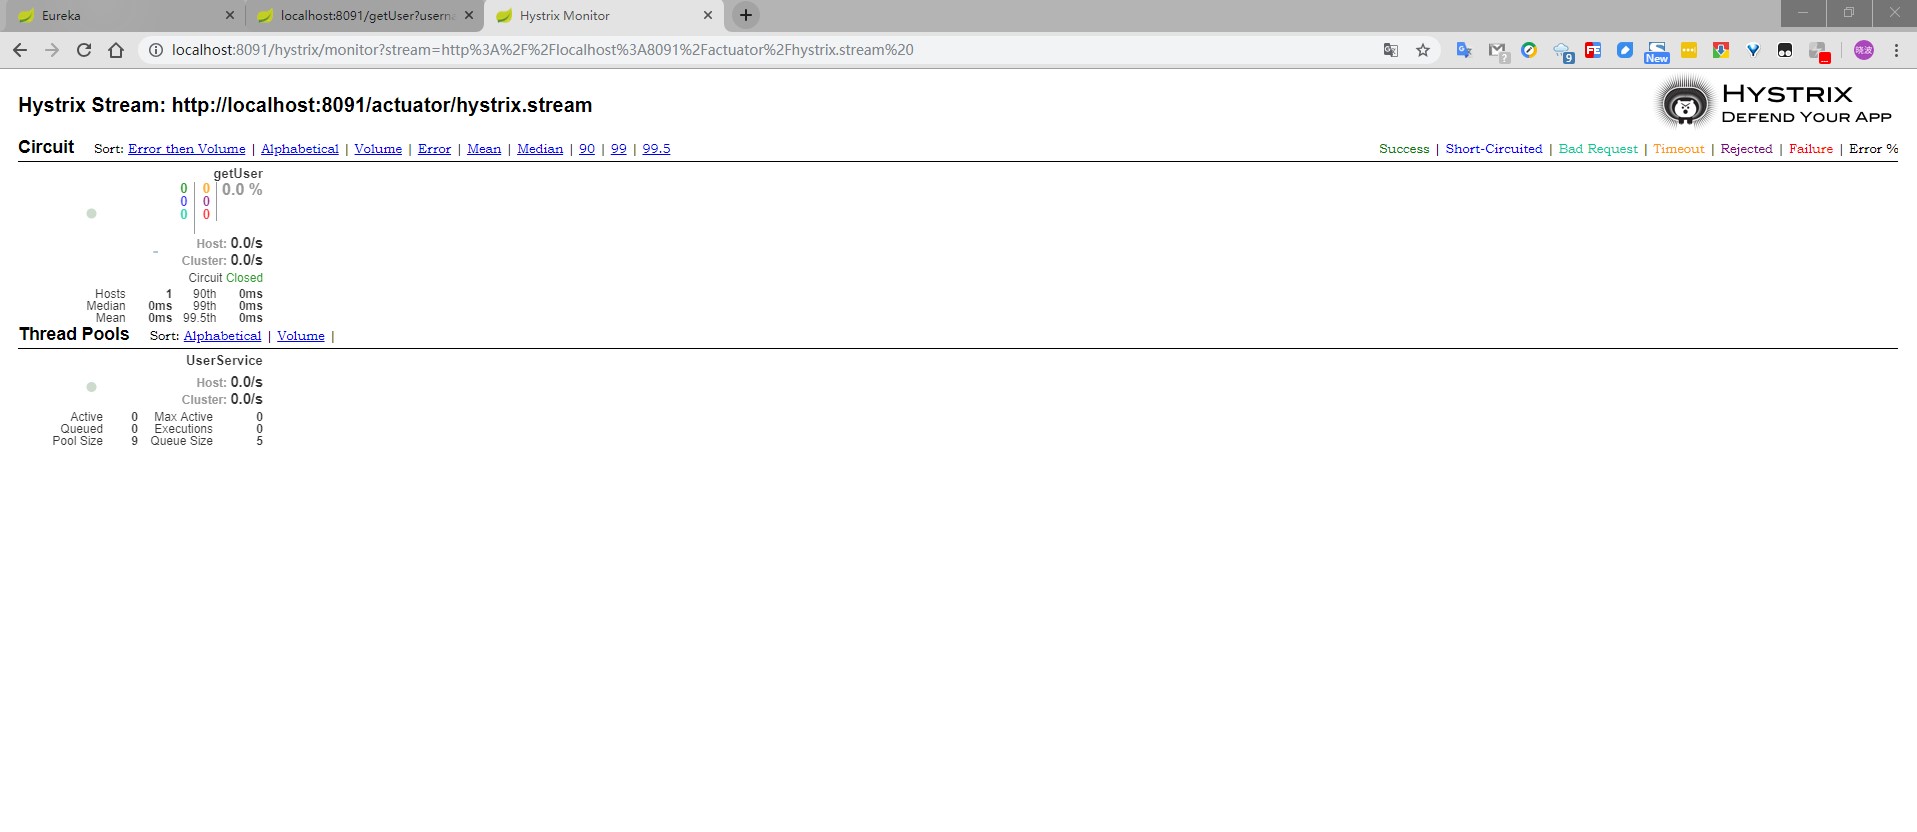 Eureka
localhost:8091/getUser?userna
Hystrix Monitor
localhost:8091/hystrix/monitor?stream=http%3A%2F%2Flocalhost%3A8091%2Factuator%2Fhystrix.stream%20
?
9
FE
New
晓波
Hystrix Stream: http://localhost:8091/actuator/hystrix.stream
HYSTRIX
DEFEND YOUR APP
Circuit Sort: Error then Volume | Alphabetical | Volume | Error | Mean | Median | 90 | 99 | 99.5
Success | Short-Circuited | Bad Request | Timeout | Rejected | Failure | Error %
getUser
0 0 0.0 %
0 0
0 0
Host: 0.0/s
Cluster: 0.0/s
Circuit Closed
Hosts 1 90th 0ms
Median 0ms 99th 0ms
Mean 0ms 99.5th 0ms
Thread Pools Sort: Alphabetical | Volume |
UserService
Host: 0.0/s
Cluster: 0.0/s
Active 0 Max Active 0
Queued 0 Executions 0
Pool Size 9 Queue Size 5